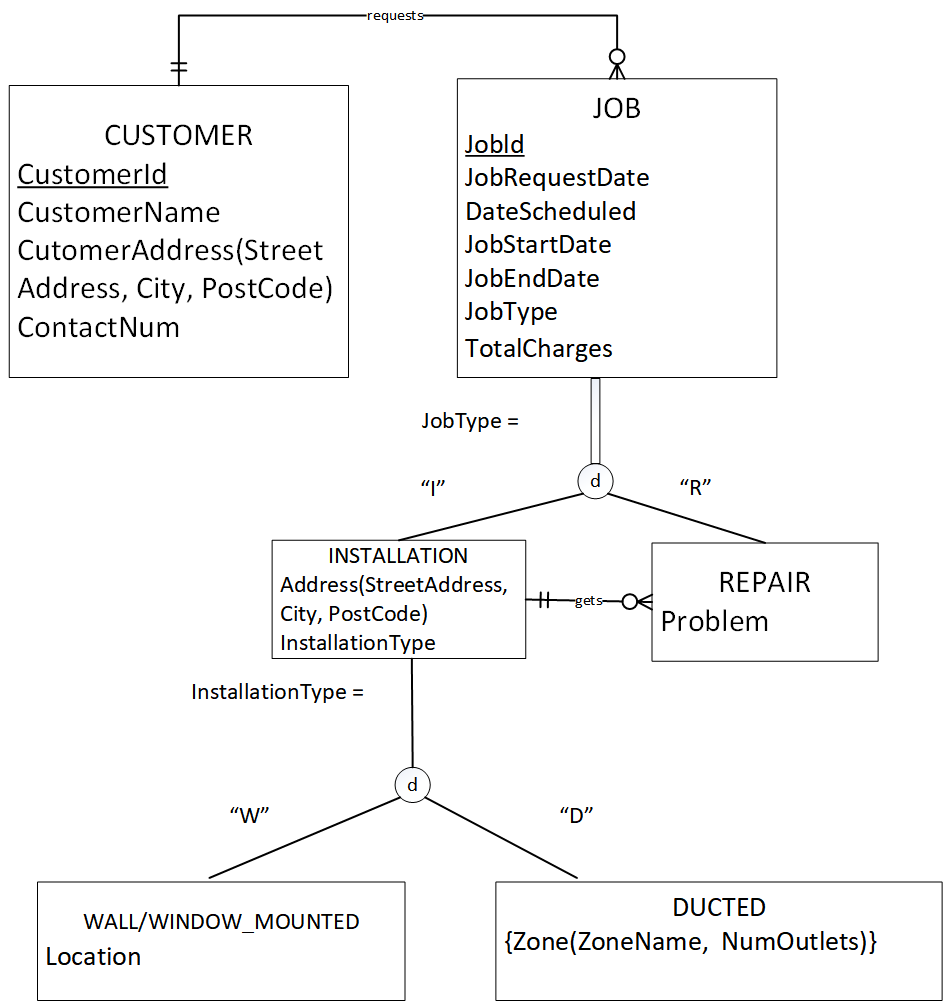 requests
CUSTOMER
CustomerId
CustomerName
CutomerAddress(Street
Address, City, PostCode)
ContactNum
JOB
JobId
JobRequestDate
DateScheduled
JobStartDate
JobEndDate
JobType
TotalCharges
JobType =
d
“I”
“R”
INSTALLATION
Address(StreetAddress,
City, PostCode)
InstallationType
gets
REPAIR
Problem
InstallationType =
d
“W”
“D”
WALL/WINDOW_MOUNTED
Location
DUCTED
{Zone(ZoneName, NumOutlets)}